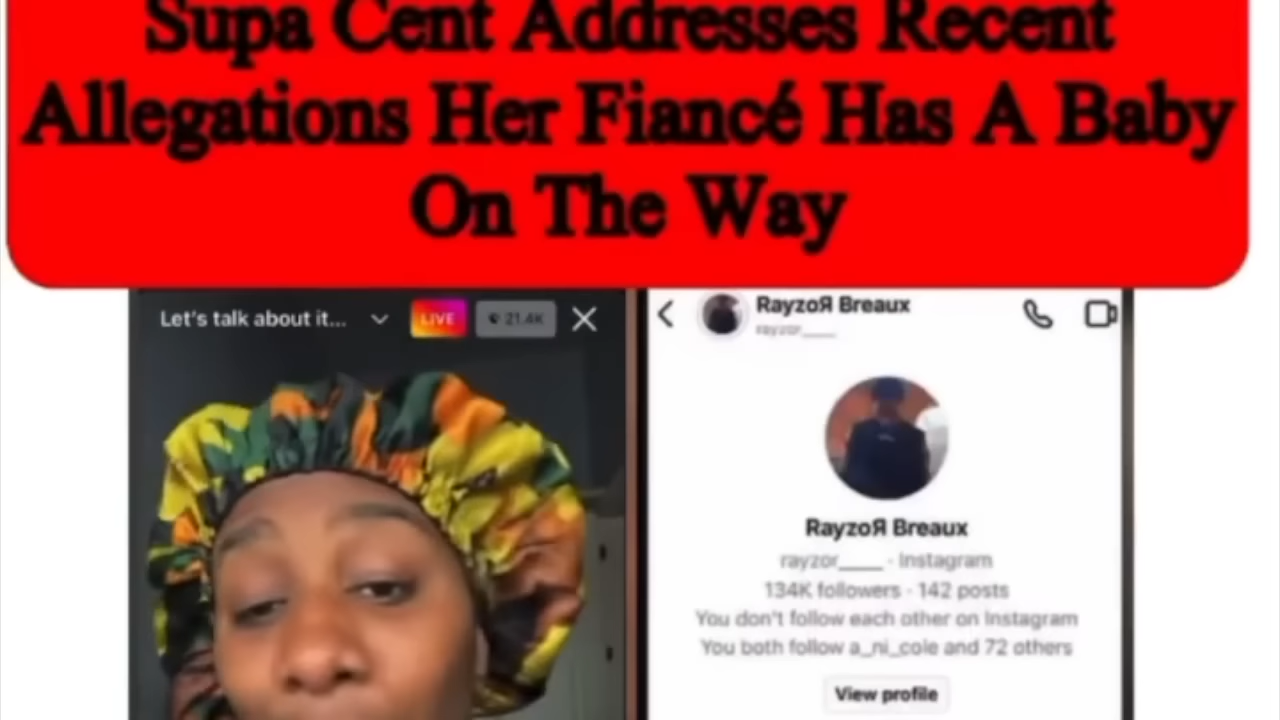 Supa Cent Addresses Recent
Allegations Her Fiancé Has A Baby
On The Way
Let's talk about it...
LIVE
21.4K
RayzoЯ Breaux
rayzor____
RayzoЯ Breaux
rayzor____ · Instagram
134K followers · 142 posts
You don't follow each other on Instagram
You both follow a_ni_cole and 72 others
View profile